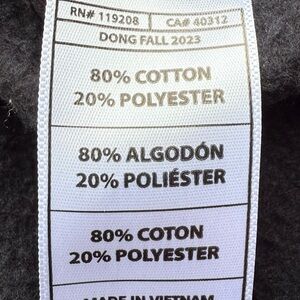 RN# 119208 CA# 40312
DONG FALL 2023
80% COTTON
20% POLYESTER
80% ALGODÓN
20% POLIÉSTER
80% COTON
20% POLYESTER
MADE IN VIETNAM